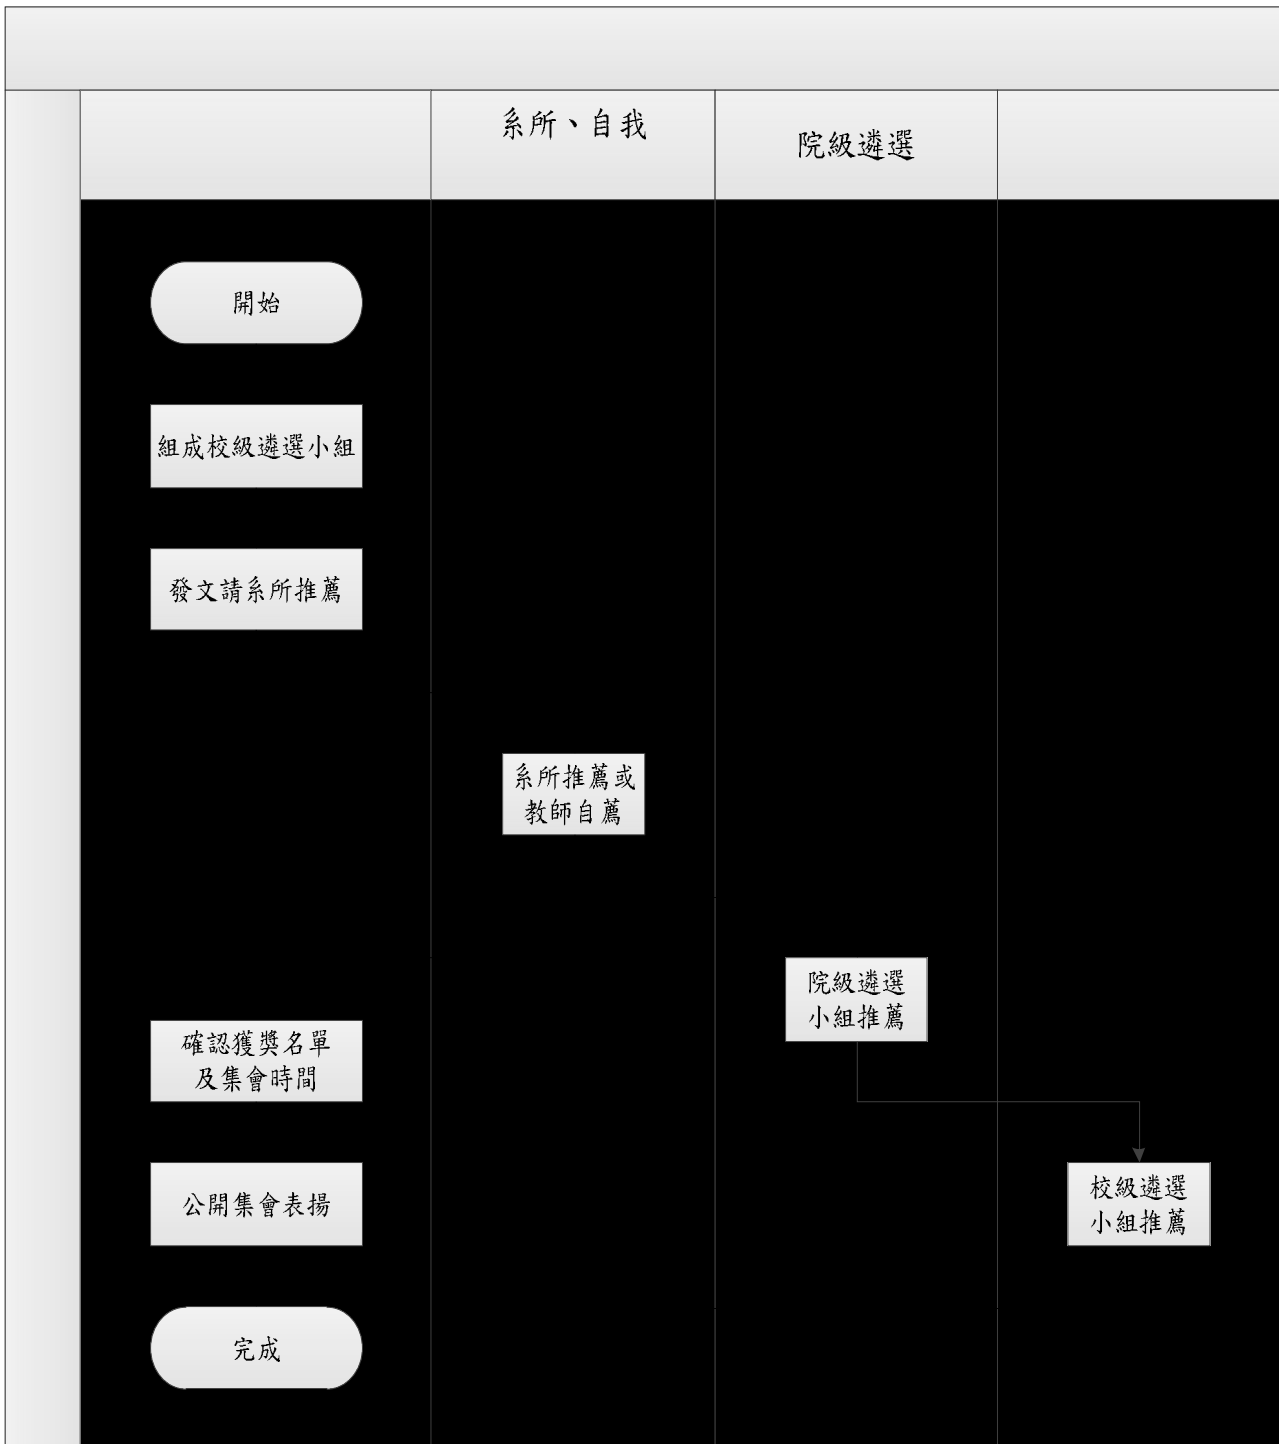 系所、自我
院級遴選
開始
組成校級遴選小組
發文請系所推薦
系所推薦或
教師自薦
院級遴選
小組推薦
確認獲獎名單
及集會時間
公開集會表揚
校級遴選
小組推薦
完成